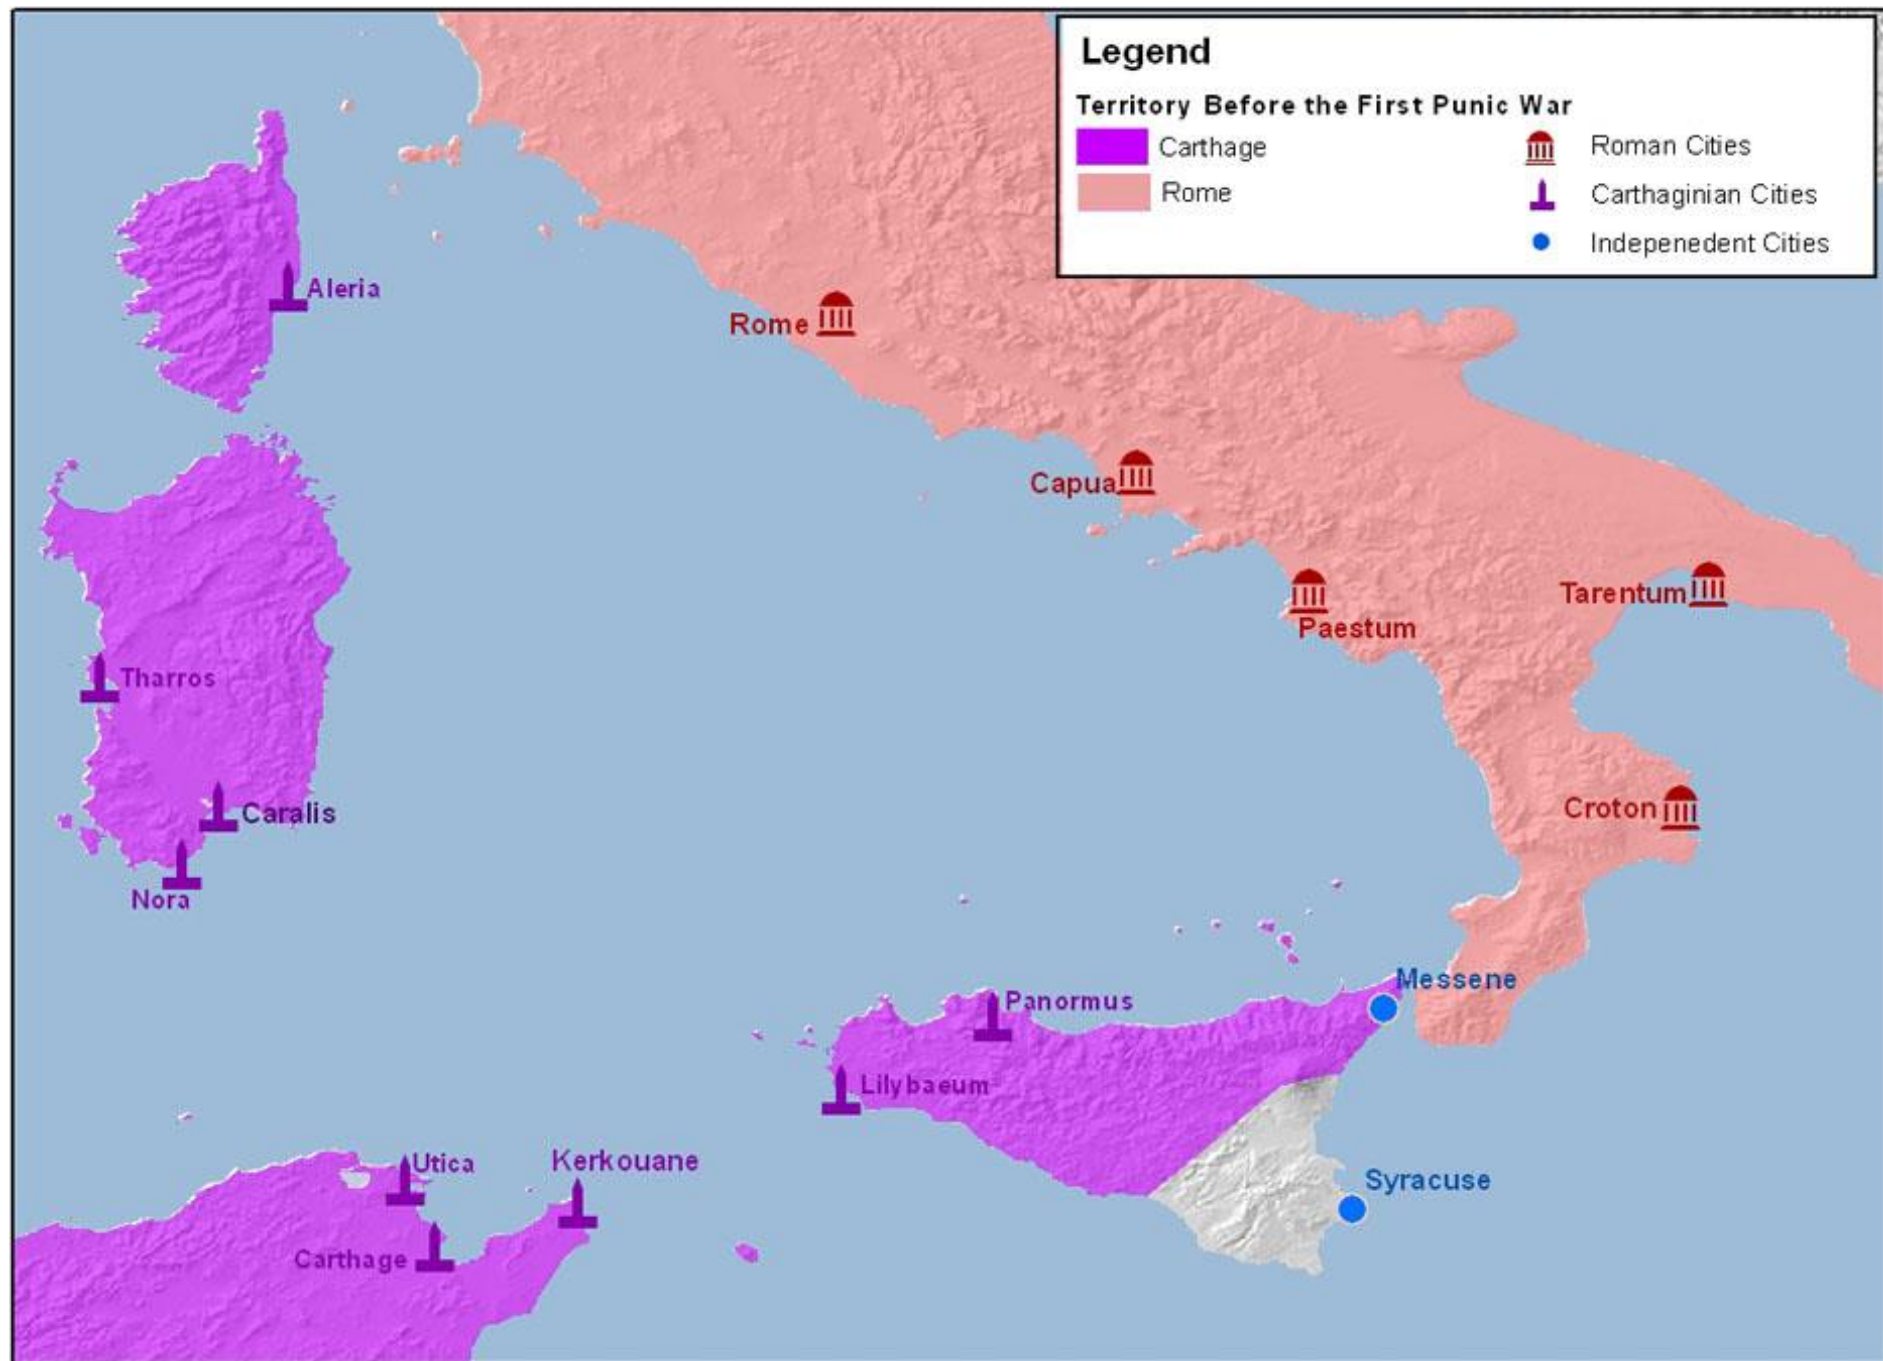 Legend
Territory Before the First Punic War
Carthage
Rome
Roman Cities
Carthaginian Cities
Indepenedent Cities
Aleria
Rome
Capua
Tarentum
Paestum
Tharros
Croton
Caralis
Nora
Messene
Panormus
Lilybaeum
Utica
Kerkouane
Syracuse
Carthage